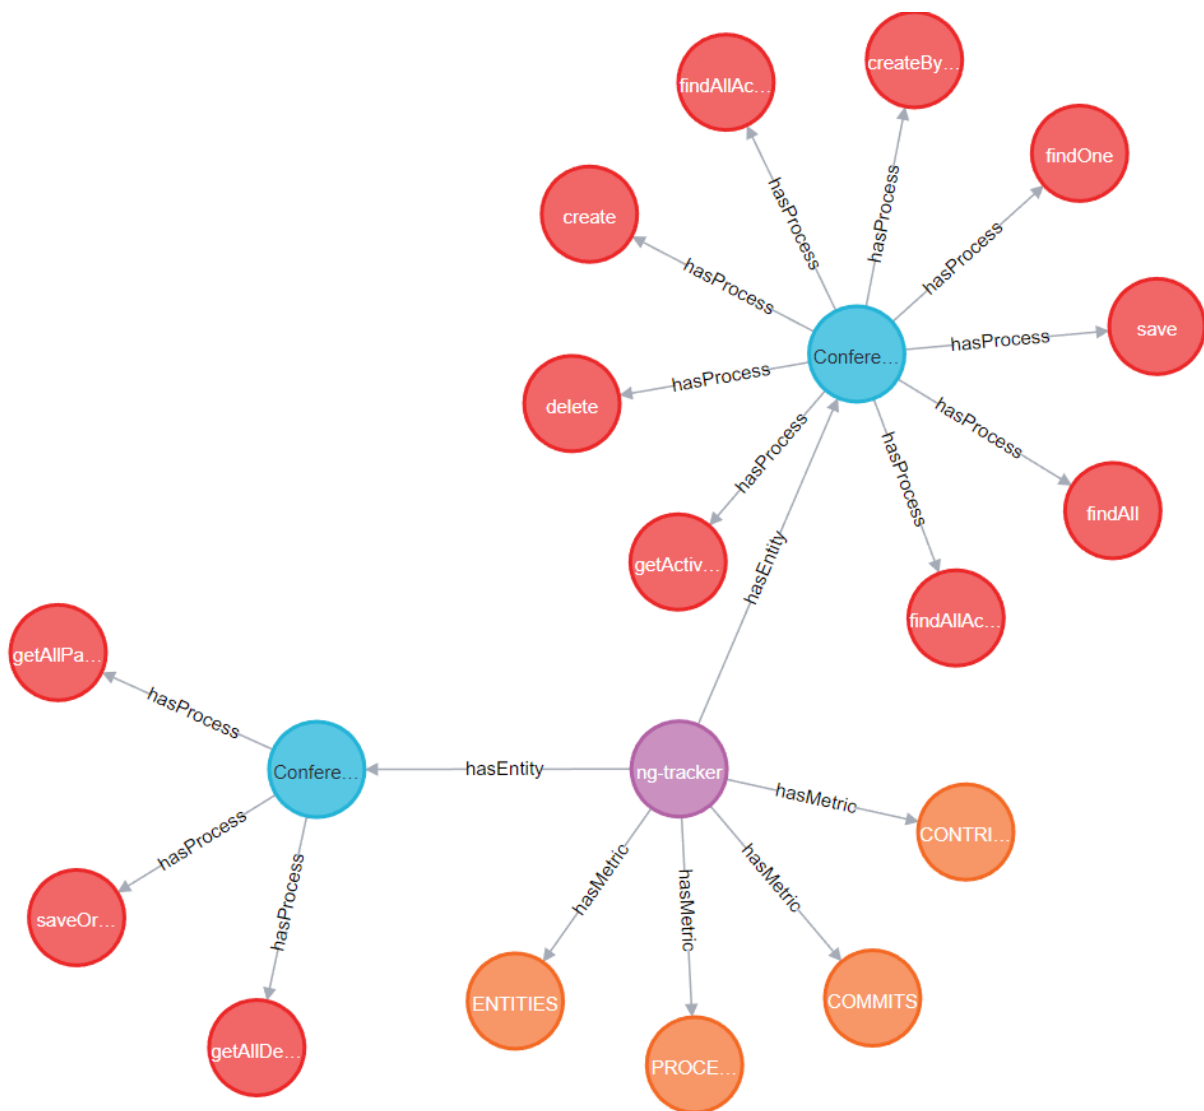 createBy...
findAllAc...
findOne
create
hasProcess
hasProcess
hasProcess
hasProcess
save
hasProcess
Confere...
hasProcess
delete
hasProcess
hasProcess
hasProcess
findAll
getActiv...
hasEntity
findAllAc...
getAllPa...
hasProcess
Confere...
hasEntity
ng-tracker
hasMetric
CONTRI...
hasProcess
hasProcess
hasMetric
hasMetric
hasMetric
saveOr...
ENTITIES
COMMITS
getAllDe...
PROCE...